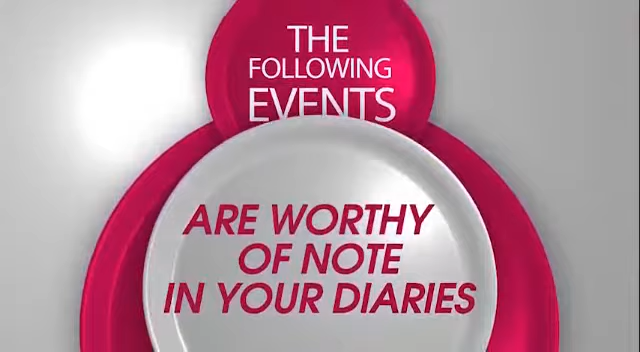 THE
FOLLOWING
EVENTS
ARE WORTHY
OF NOTE
IN YOUR DIARIES